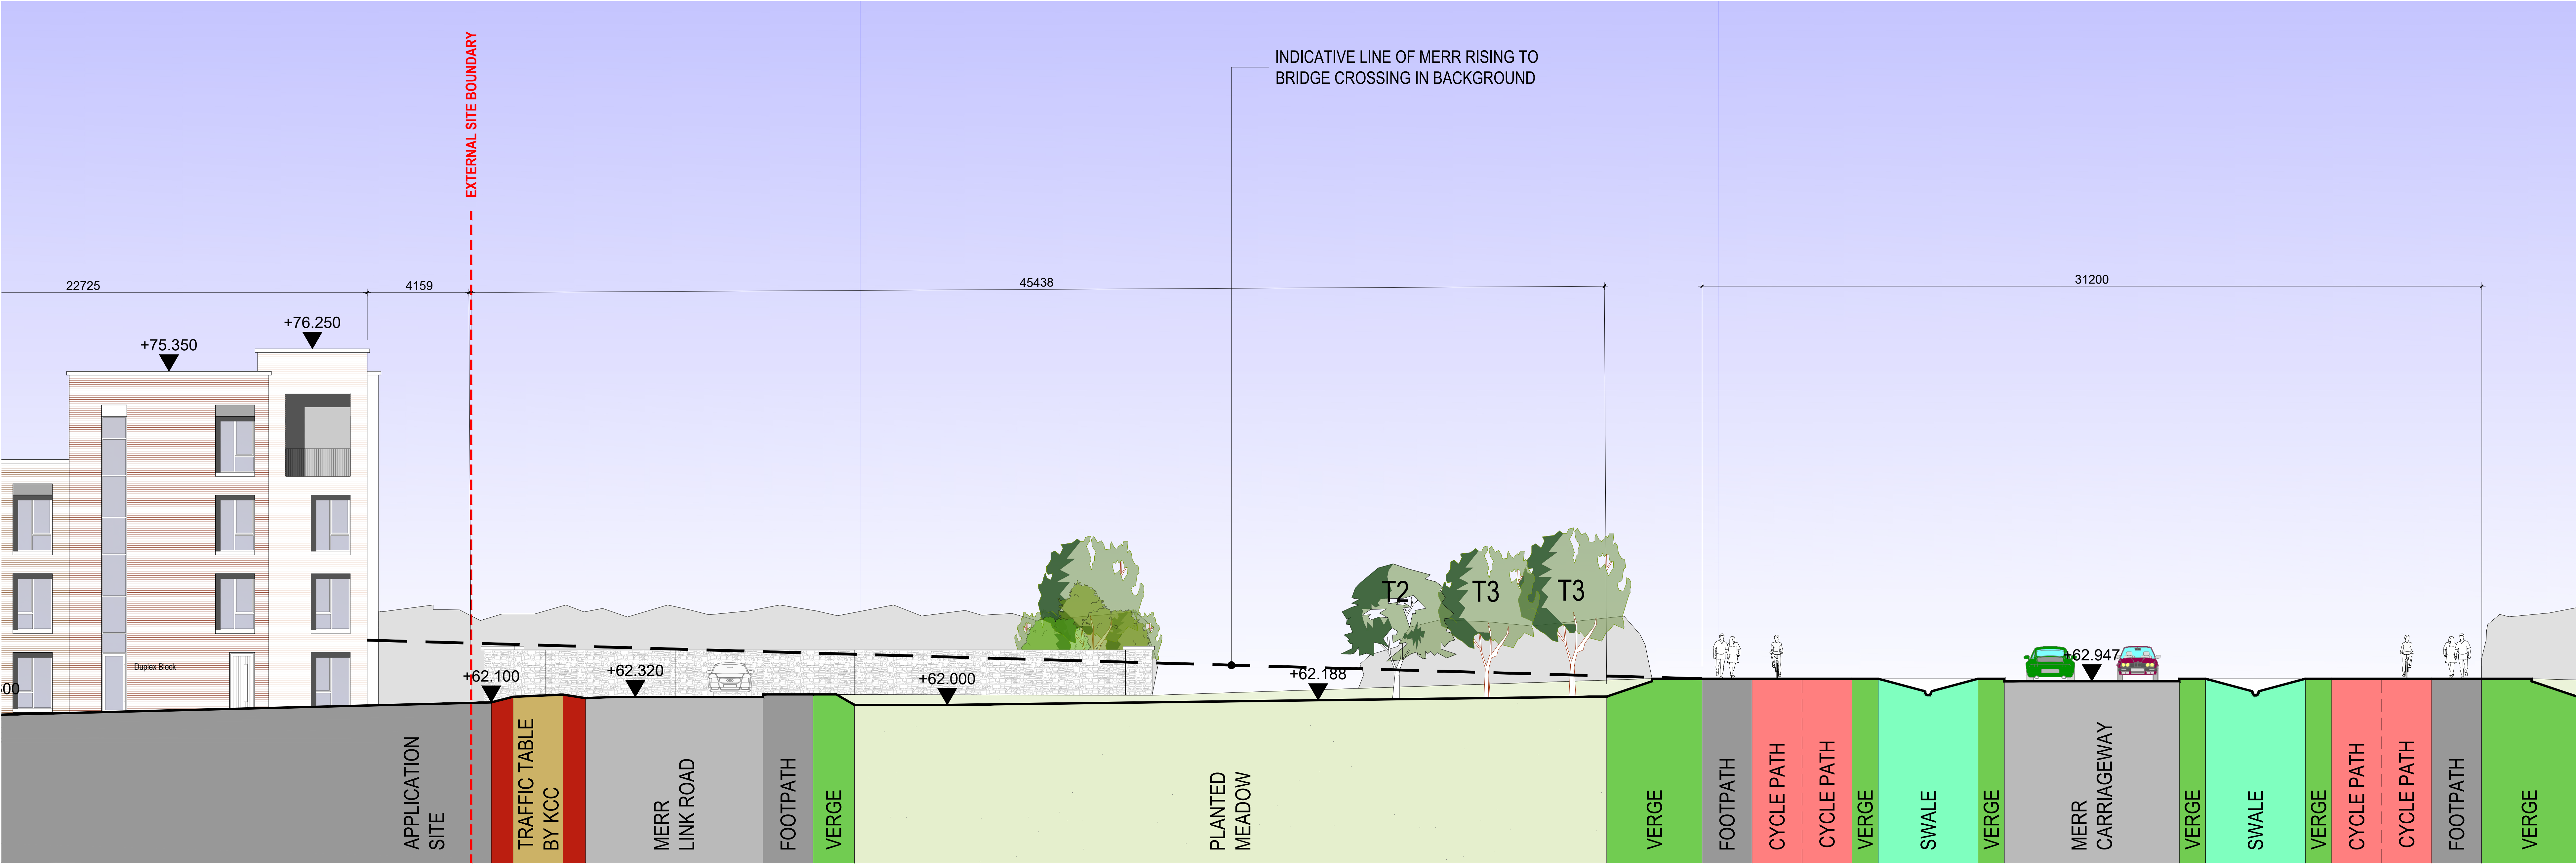 EXTERNAL SITE BOUNDARY
INDICATIVE LINE OF MERR RISING TO
BRIDGE CROSSING IN BACKGROUND
22725
4159
45438
31200
+76.250
+75.350
T2
T3
T3
Duplex Block
00
+62.100
+62.320
+62.000
+62.188
+62.947
APPLICATION
SITE
TRAFFIC TABLE
BY KCC
MERR
LINK ROAD
FOOTPATH
VERGE
PLANTED
MEADOW
VERGE
FOOTPATH
CYCLE PATH
CYCLE PATH
VERGE
SWALE
VERGE
MERR
CARRIAGEWAY
VERGE
SWALE
VERGE
CYCLE PATH
CYCLE PATH
FOOTPATH
VERGE